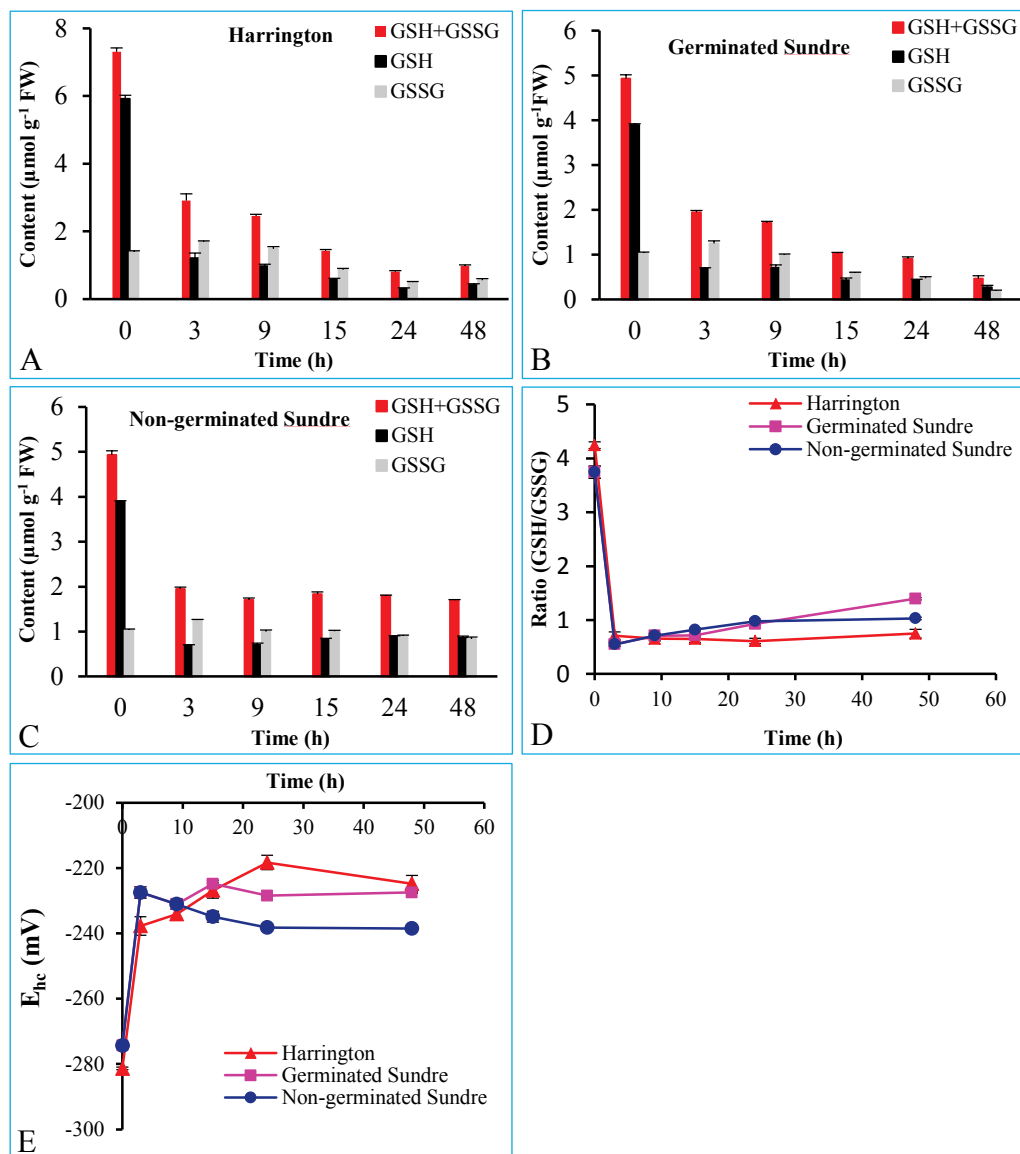 Harrington
GSH+GSSG
GSH
GSSG
Content (µmol g⁻¹ FW)
8
6
4
2
0
0 3 9 15 24 48
Time (h)
A
Germinated Sundre
GSH+GSSG
GSH
GSSG
Content (µmol g⁻¹FW)
6
5
4
3
2
1
0
0 3 9 15 24 48
Time (h)
B
Non-germinated Sundre
GSH+GSSG
GSH
GSSG
Content (µmol g⁻¹ FW)
6
5
4
3
2
1
0
0 3 9 15 24 48
Time (h)
C
Harrington
Germinated Sundre
Non-germinated Sundre
Ratio (GSH/GSSG)
5
4
3
2
1
0
0 10 20 30 40 50 60
Time (h)
D
Time (h)
0 10 20 30 40 50 60
-200
-220
-240
-260
-280
-300
E_hc (mV)
Harrington
Germinated Sundre
Non-germinated Sundre
E